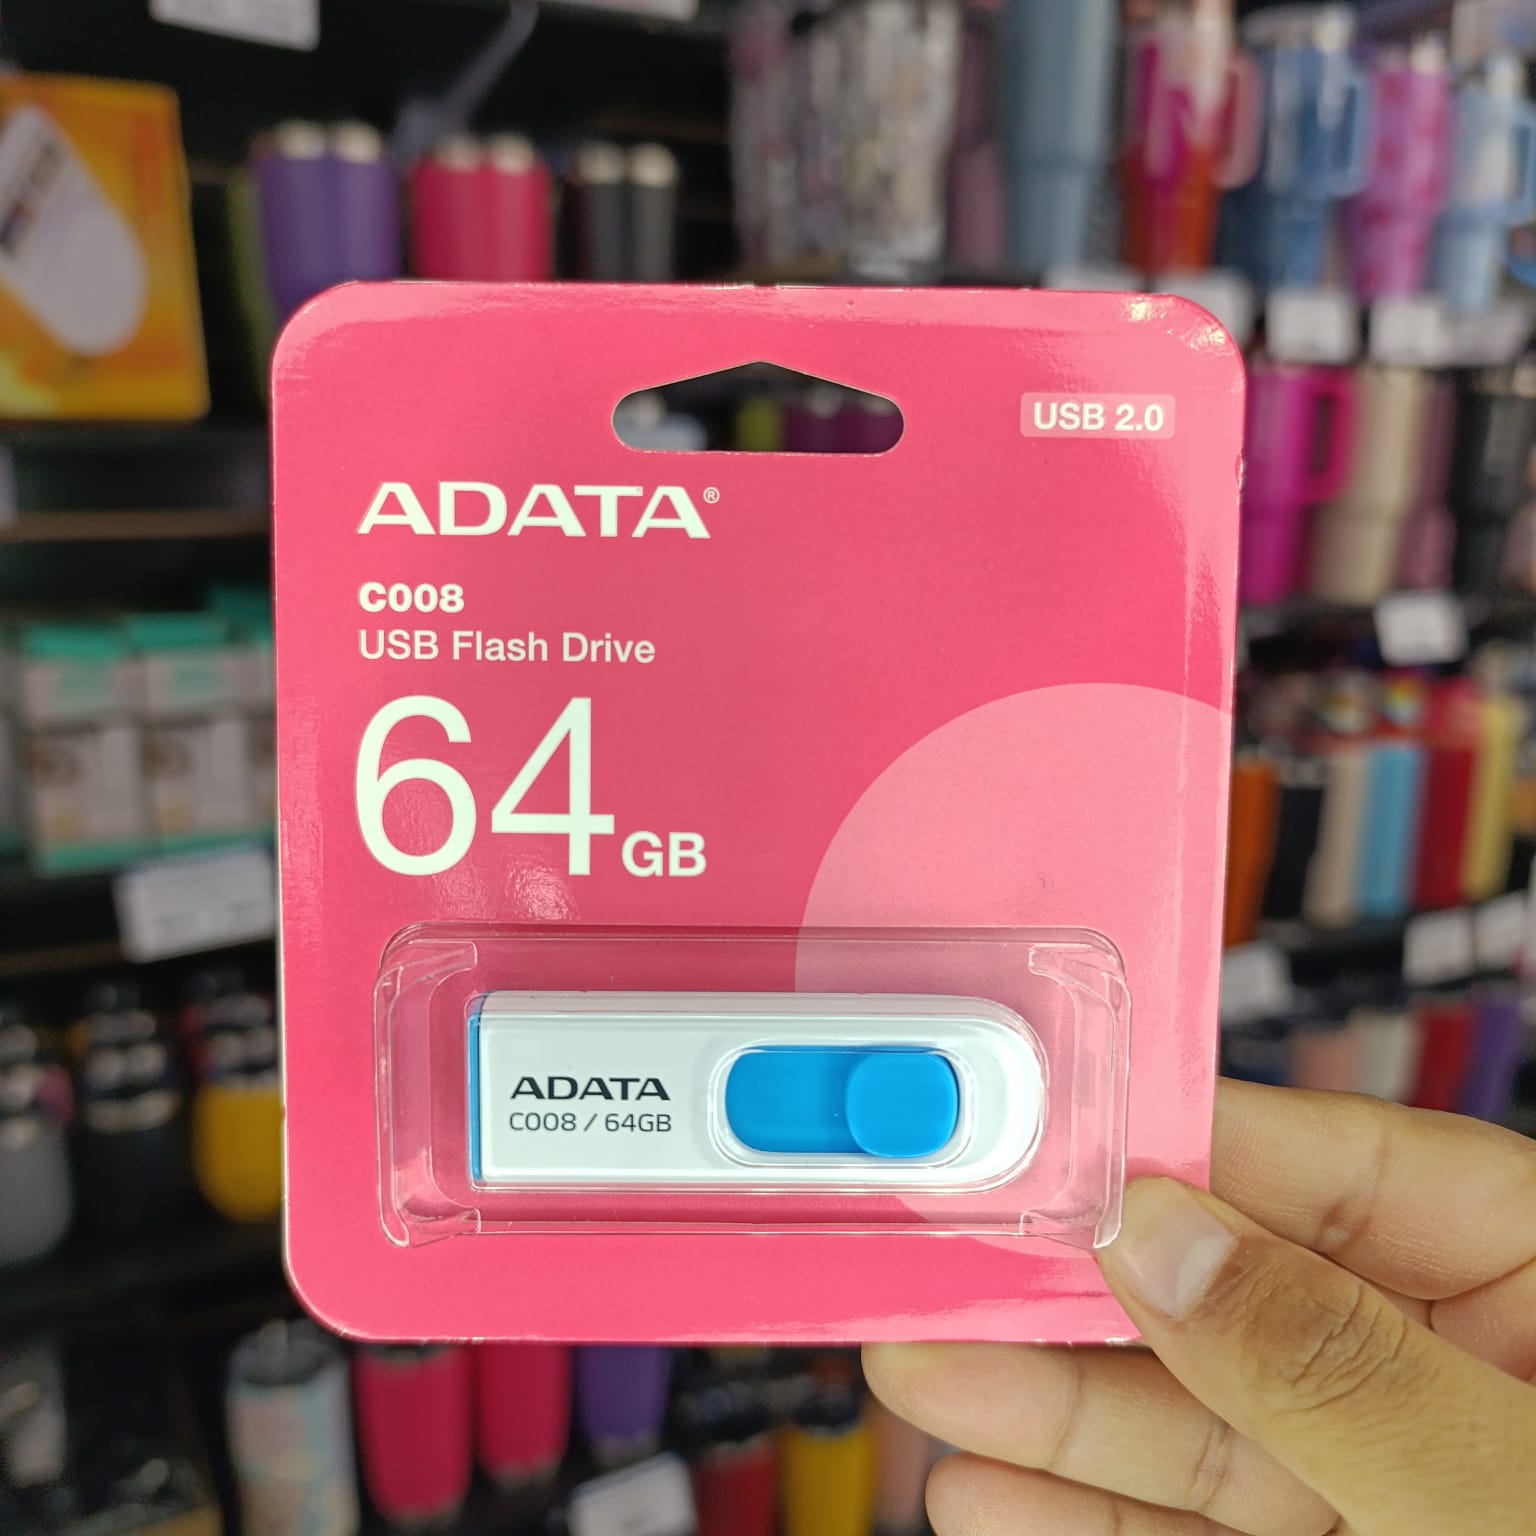 USB 2.0
ADATA®
C008
USB Flash Drive
64GB
ADATA
C008 / 64GB